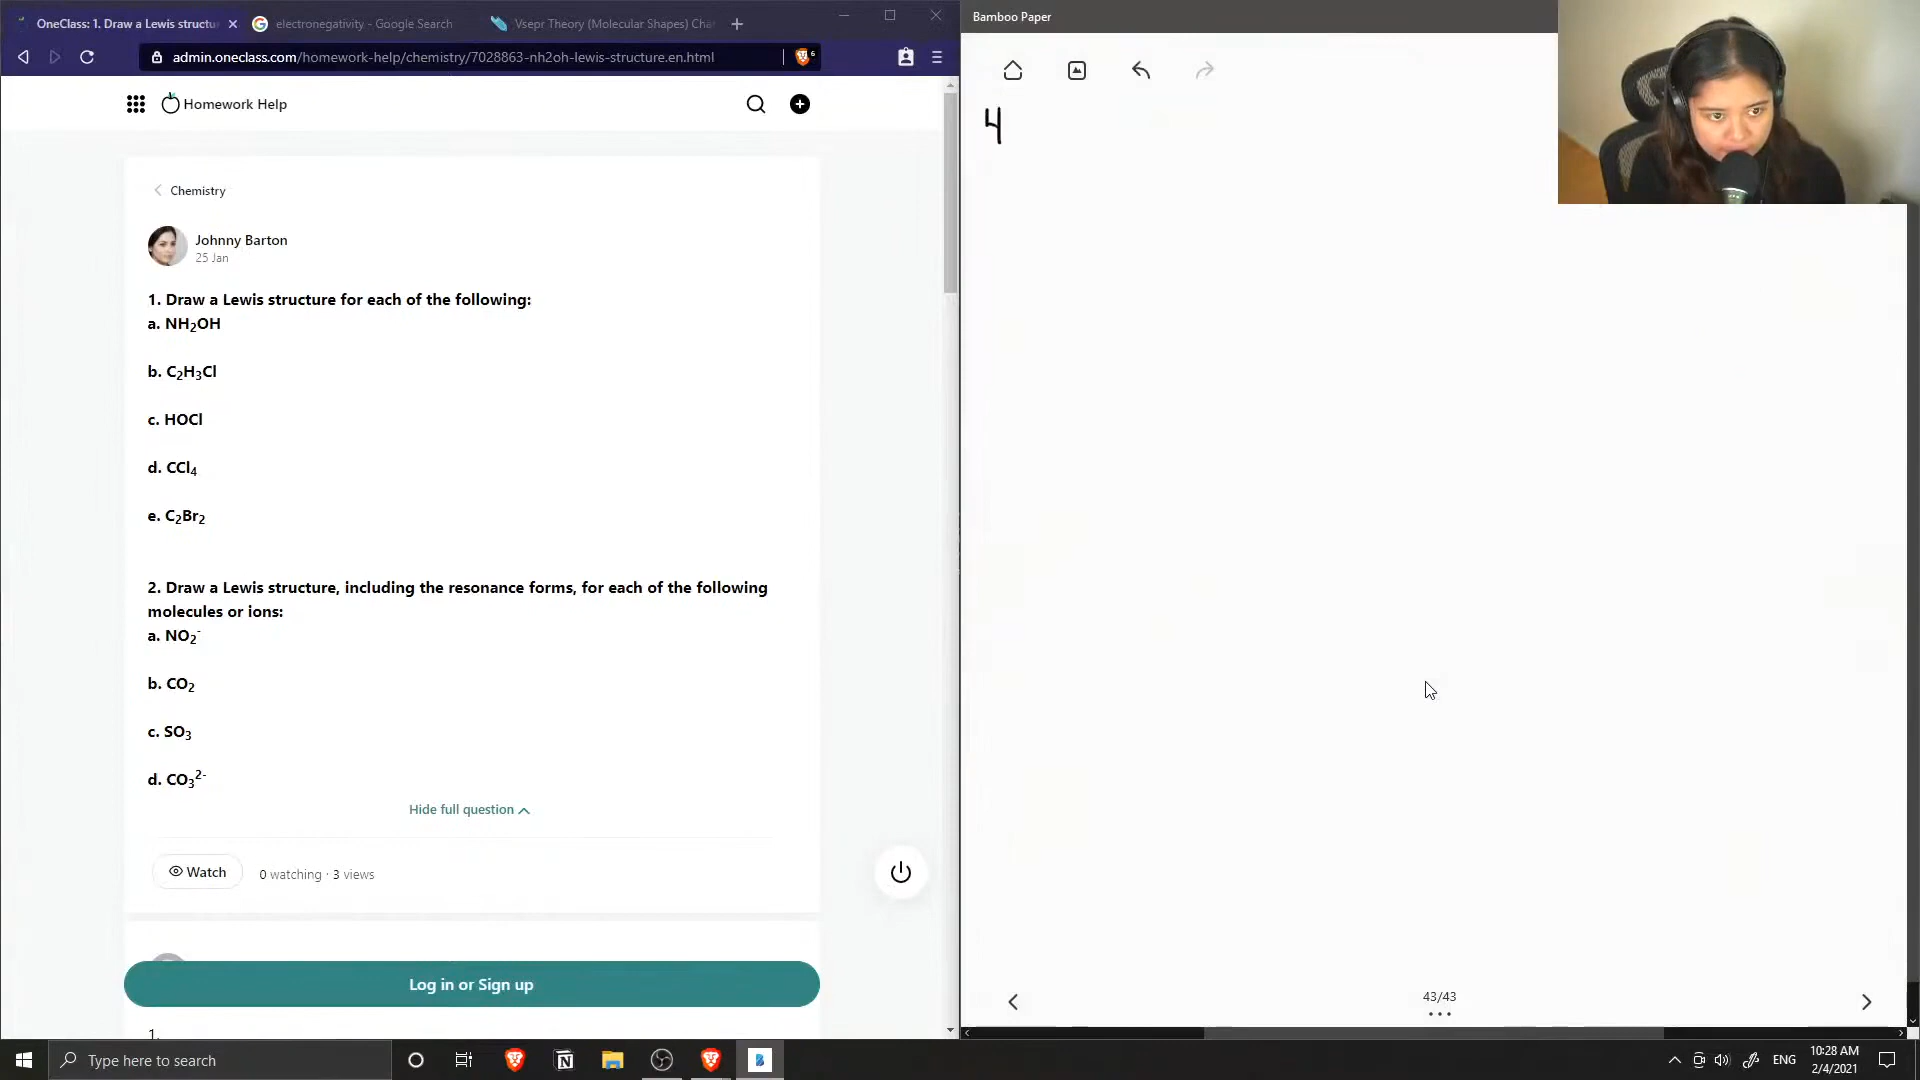 OneClass: 1. Draw a Lewis structu
electronegativity - Google Search
Vsepr Theory (Molecular Shapes) Cha
Bamboo Paper
admin.oneclass.com/homework-help/chemistry/7028863-nh2oh-lewis-structure.en.html
6
Homework Help
4
Chemistry
Johnny Barton
25 Jan
1. Draw a Lewis structure for each of the following:
a. NH₂OH
b. C₂H₃Cl
c. HOCl
d. CCl₄
e. C₂Br₂
2. Draw a Lewis structure, including the resonance forms, for each of the following
molecules or ions:
a. NO₂⁻
b. CO₂
c. SO₃
d. CO₃²⁻
Hide full question
Watch
0 watching · 3 views
Log in or Sign up
1.
43/43
Type here to search
ENG
10:28 AM
2/4/2021